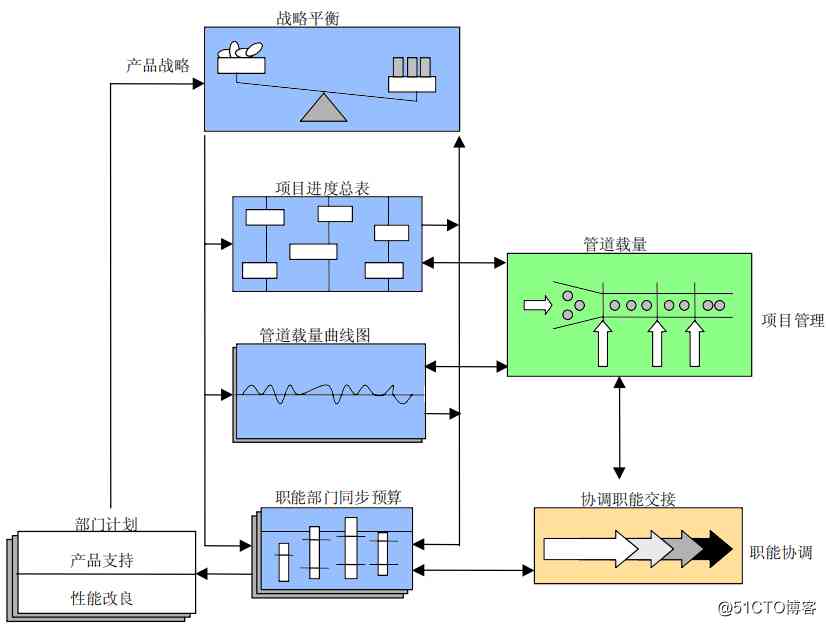 战略平衡
产品战略
项目进度总表
管道载量
项目管理
管道载量曲线图
职能部门同步预算
协调职能交接
部门计划
产品支持
职能协调
性能改良
@51CTO博客